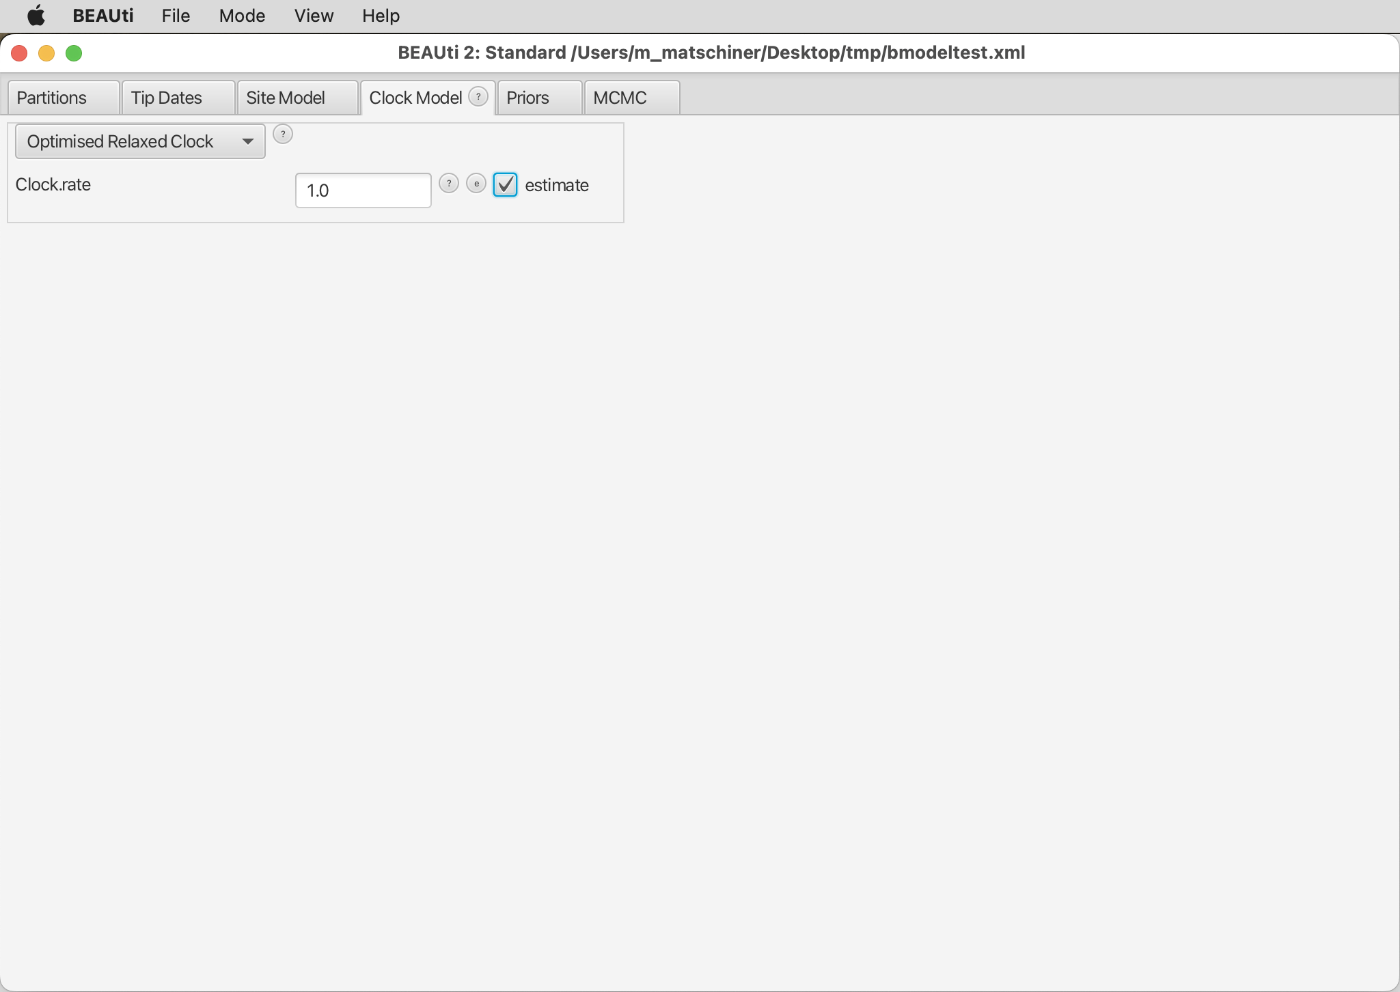 BEAUti File Mode View Help
BEAUti 2: Standard /Users/m_matschiner/Desktop/tmp/bmodeltest.xml
Partitions Tip Dates Site Model Clock Model ? Priors MCMC
Optimised Relaxed Clock ?
Clock.rate 1.0 ? e estimate